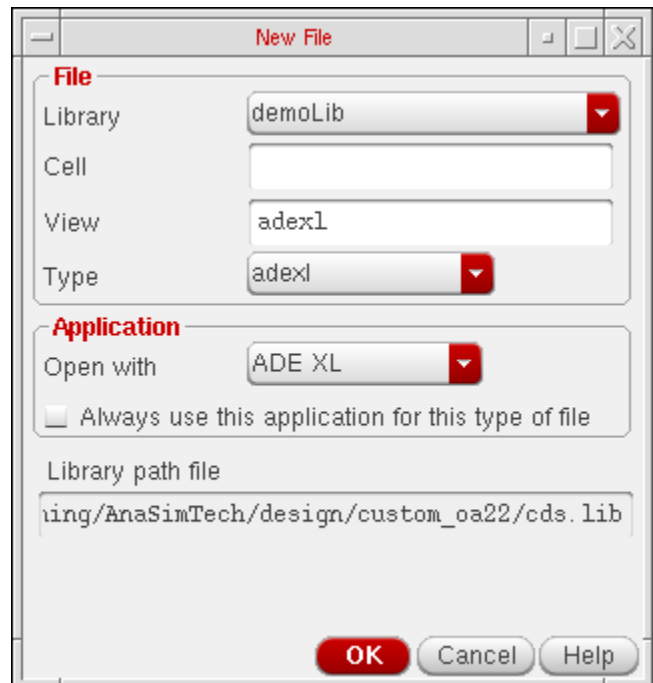 New File
File
Library demoLib
Cell
View adexl
Type adexl
Application
Open with ADE XL
Always use this application for this type of file
Library path file
ning/AnaSimTech/design/custom_oa22/cds.lib
OK Cancel Help